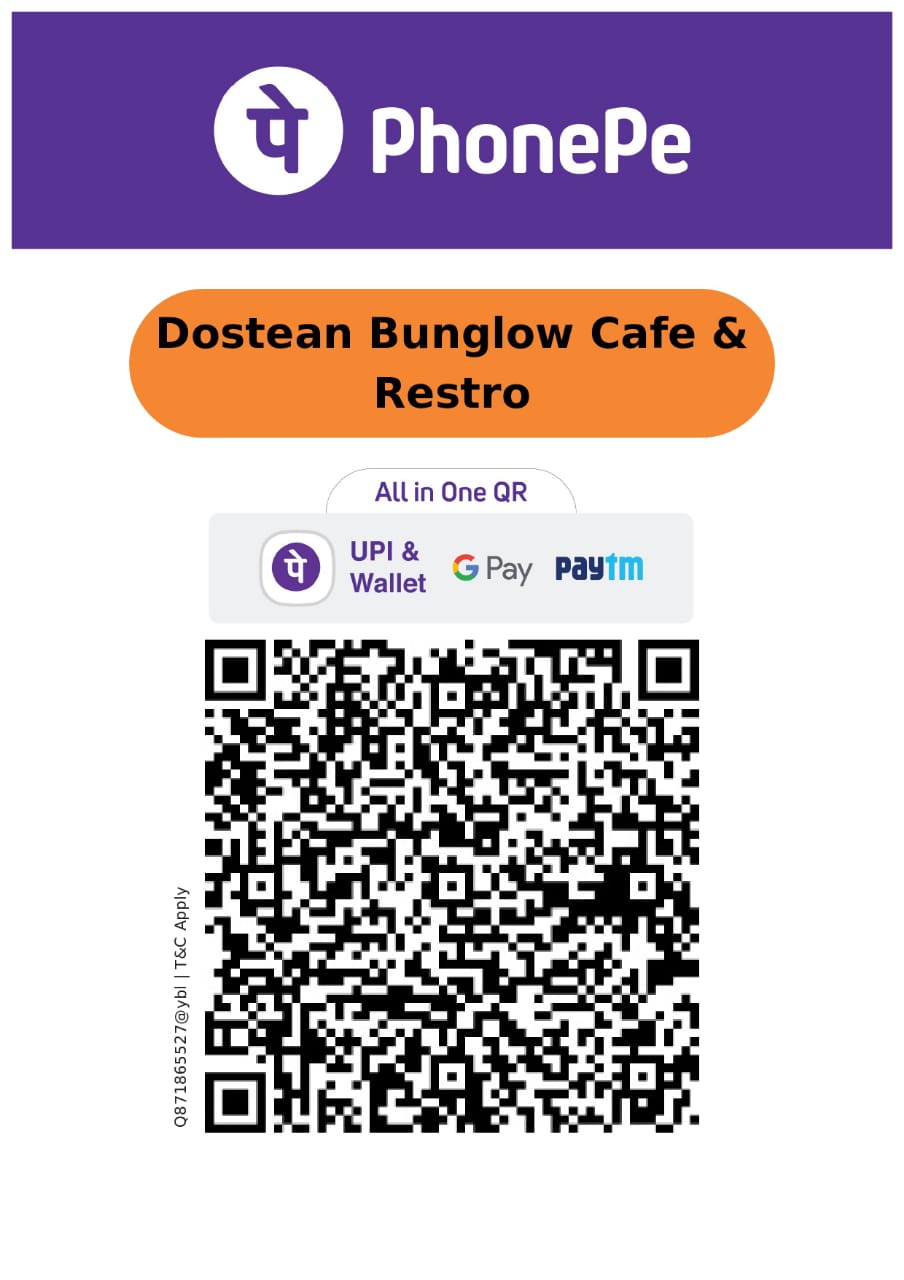 पे PhonePe
Dostean Bunglow Cafe &
Restro
All in One QR
पे UPI &
Wallet
G Pay
paytm
Q871865527@ybl | T&C Apply